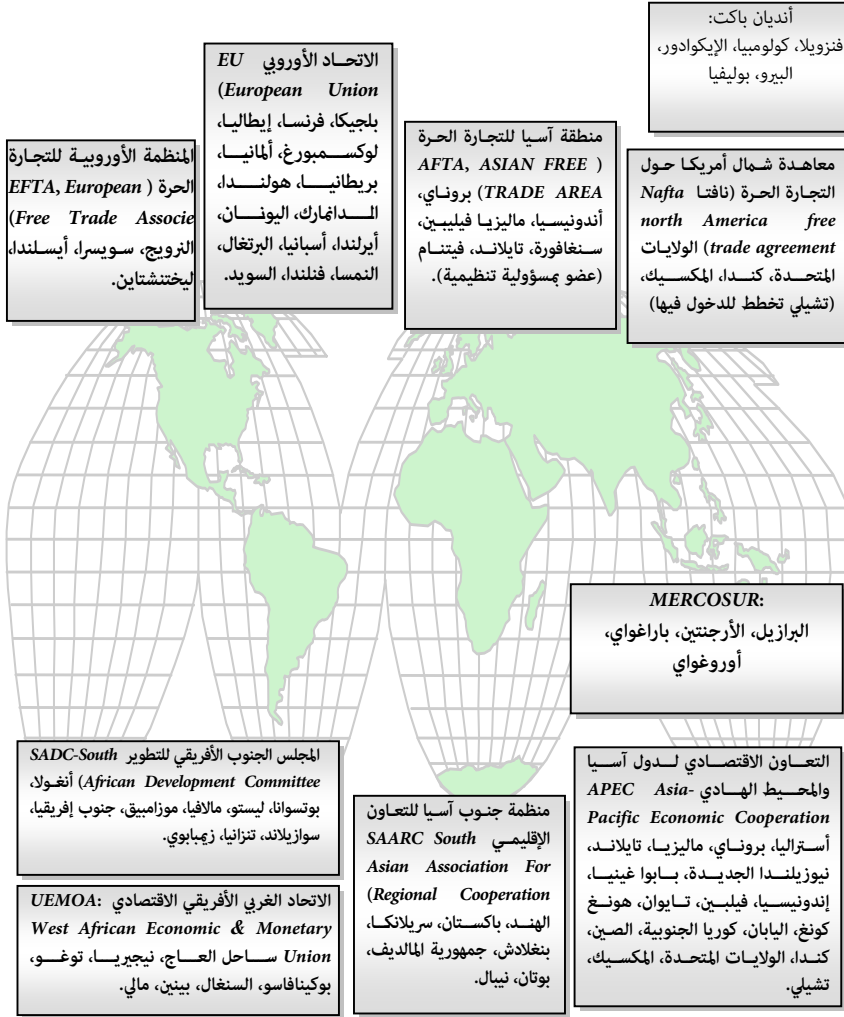 أنديان باكت:
فنزويلا، كولومبيا، الإيكوادور،
البيرو، بوليفيا
معاهدة شمال أمريكا حول
التجارة الحرة (نافتا Nafta
north America free
trade agreement) الولايات
المتحدة، كندا، المكسيك،
(تشيلي تخطط للدخول فيها)
منطقة آسيا للتجارة الحرة
( AFTA, ASIAN FREE
TRADE AREA) بروناي،
أندونيسيا، ماليزيا فيليبين،
سنغافورة، تايلاند، فيتنام
(عضو بمسؤولية تنظيمية).
الاتحاد الأوروبي EU
(European Union
بلجيكا، فرنسا، إيطاليا،
لوكسمبورغ، ألمانيا،
بريطانيا، هولندا،
الدانمارك، اليونان،
أيرلندا، أسبانيا، البرتغال،
النمسا، فنلندا، السويد.
المنظمة الأوروبية للتجارة
الحرة ( EFTA, European
(Free Trade Associe
النرويج، سويسرا، أيسلندا،
ليختنشتاين.
MERCOSUR:
البرازيل، الأرجنتين، باراغواي،
أوروغواي
التعاون الاقتصادي لدول آسيا
والمحيط الهادي APEC Asia-
Pacific Economic Cooperation
أستراليا، بروناي، ماليزيا، تايلاند،
نيوزيلندا الجديدة، بابوا غينيا،
إندونيسيا، فيلبين، تايوان، هونغ
كونغ، اليابان، كوريا الجنوبية، الصين،
كندا، الولايات المتحدة، المكسيك،
تشيلي.
منظمة جنوب آسيا للتعاون
الإقليمي SAARC South
Asian Association For
(Regional Cooperation
الهند، باكستان، سريلانكا،
بنغلادش، جمهورية المالديف،
بوتان، نيبال.
المجلس الجنوب الأفريقي للتطوير SADC-South
African Development Committee) أنغولا،
بوتسوانا، ليستو، مالافيا، موزامبيق، جنوب إفريقيا،
سوازيلاند، تنزانيا، زيمبابوي.
الاتحاد الغربي الأفريقي الاقتصادي UEMOA:
West African Economic & Monetary
Union ساحل العاج، نيجيريا، توغو،
بوكينافاسو، السنغال، بينين، مالي.